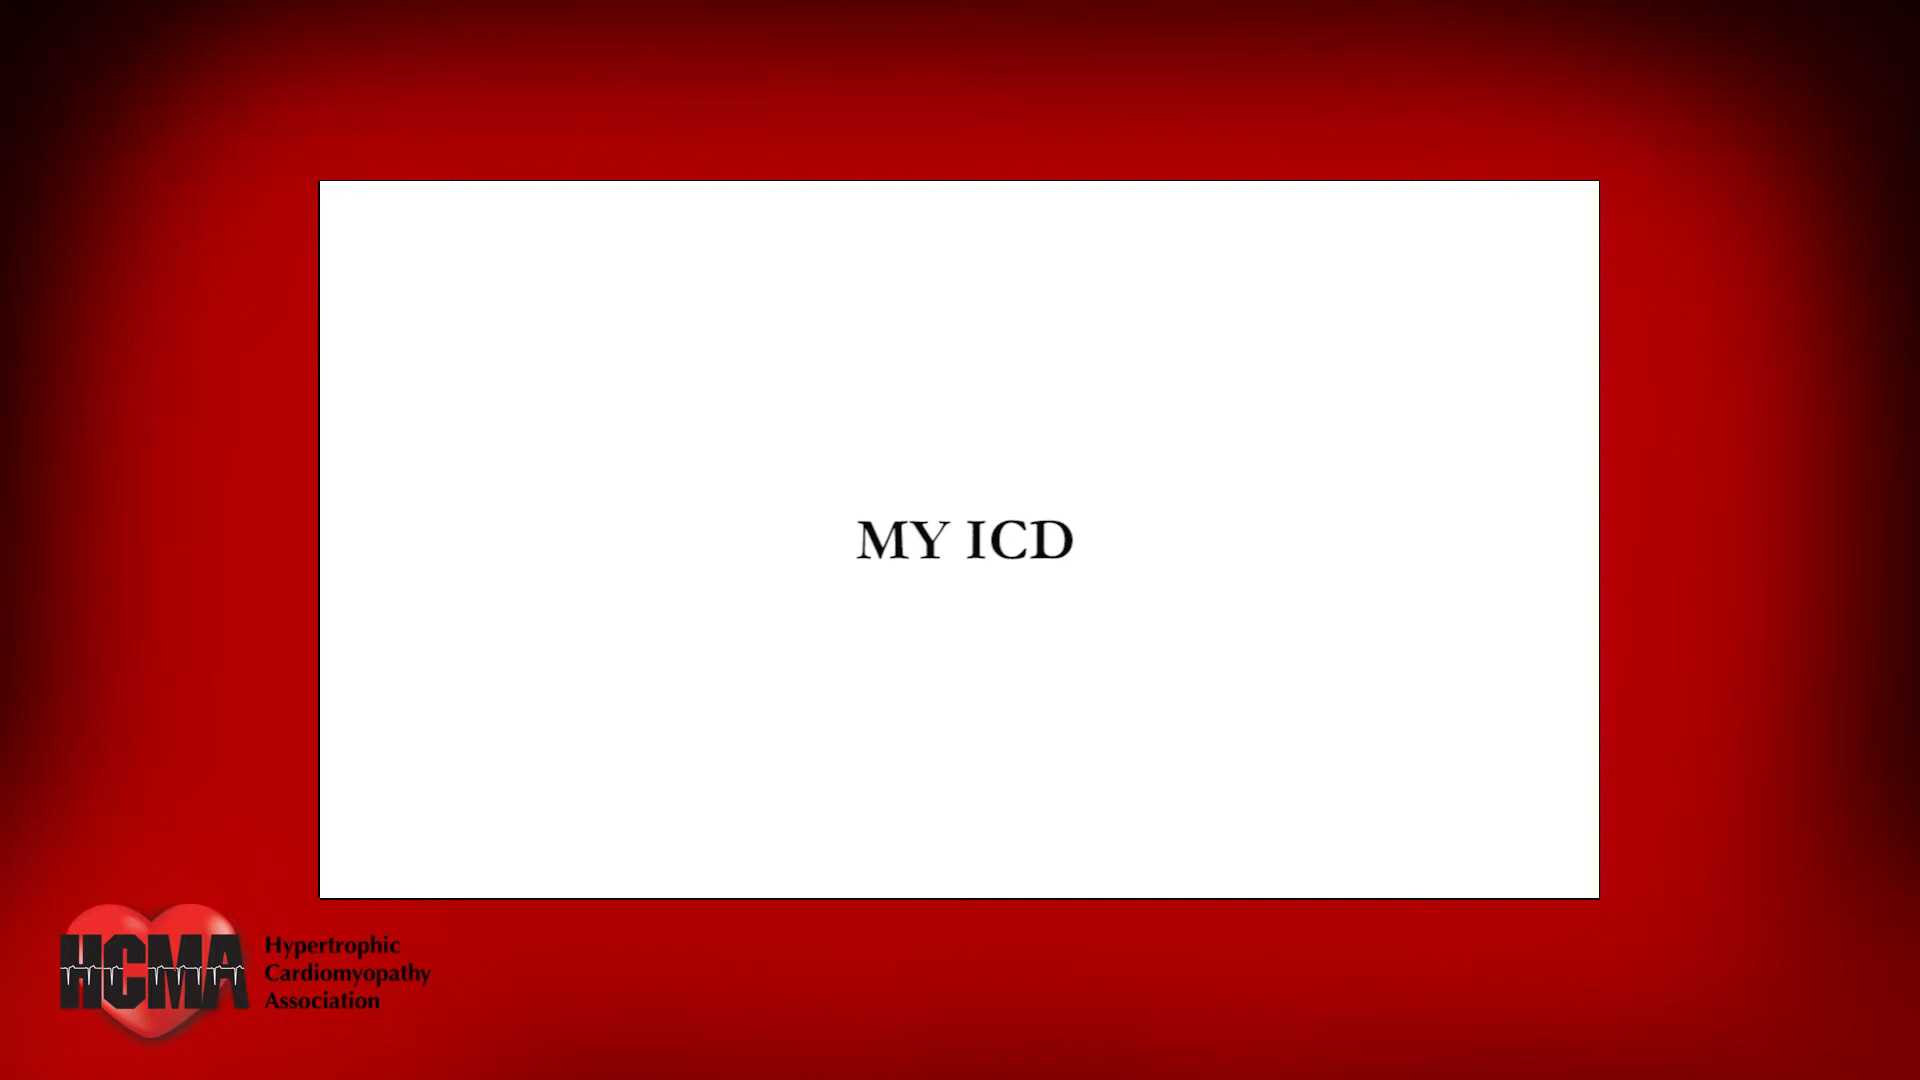 MY ICD
HCMA
Hypertrophic
Cardiomyopathy
Association